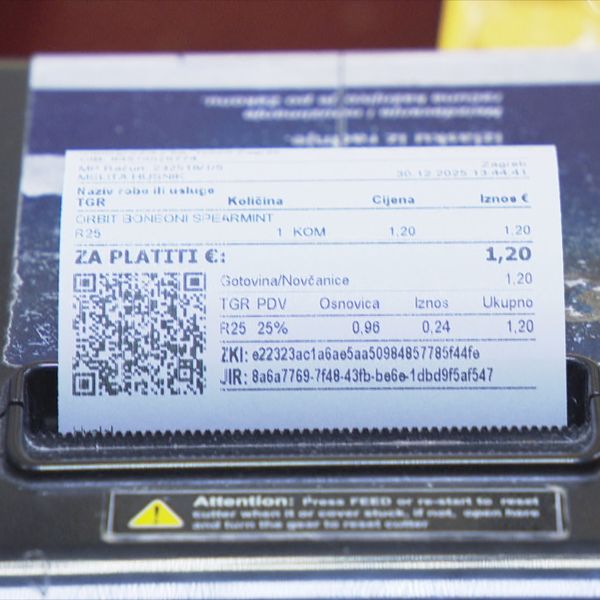 Zagreb
30.12.2025 13:44:41
Naziv robe ili usluge
TGR Količina Cijena Iznos €
ORBIT BONBONI SPEARMINT
R25 1 KOM 1,20 1,20
ZA PLATITI €: 1,20
Gotovina/Novčanice 1,20
TGR PDV Osnovica Iznos Ukupno
R25 25% 0,96 0,24 1,20
ZKI: e22323ac1a6ae5aa50984857785f44fe
JIR: 8a6a7769-7f48-43fb-be6e-1dbd9f5af547
Attention: Press FEED or re-start to reset
cutter when it or cover stuck, if not, open here
and turn the gear to reset cutter